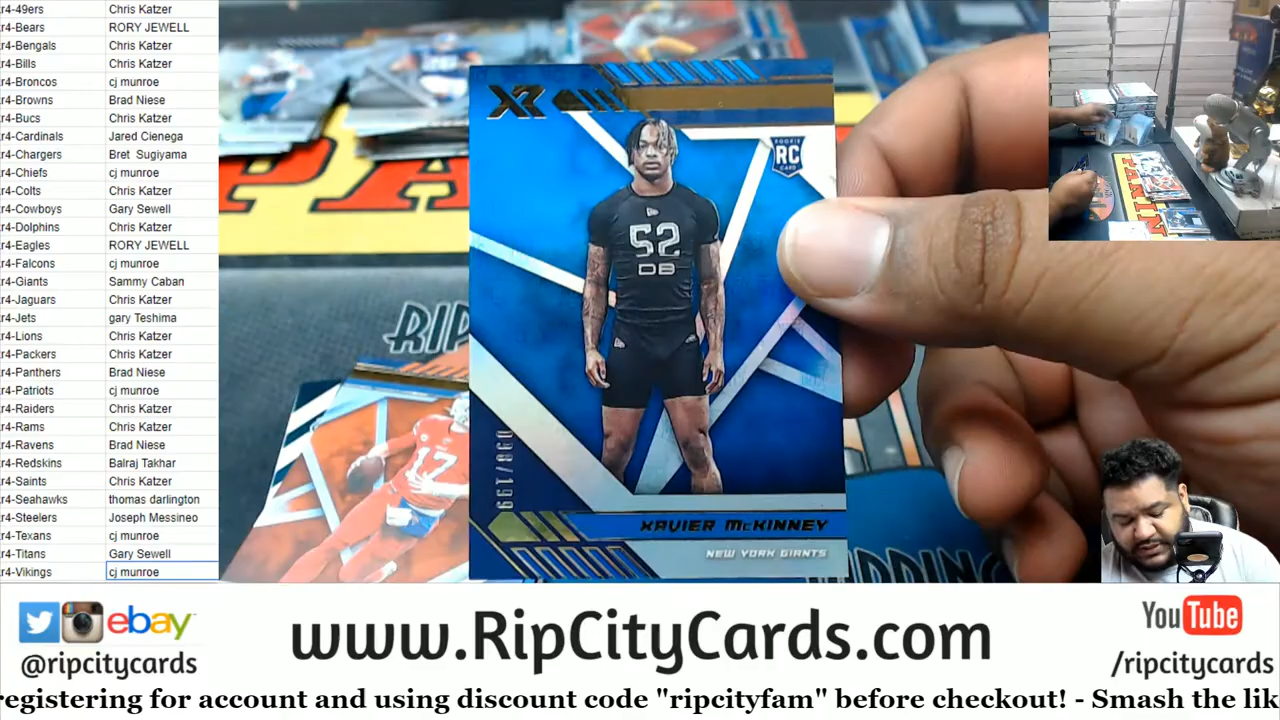 r4-49ers Chris Katzer
r4-Bears RORY JEWELL
r4-Bengals Chris Katzer
r4-Bills Chris Katzer
r4-Broncos cj munroe
r4-Browns Brad Niese
r4-Bucs Chris Katzer
r4-Cardinals Jared Cienega
r4-Chargers Bret Sugiyama
r4-Chiefs cj munroe
r4-Colts Chris Katzer
r4-Cowboys Gary Sewell
r4-Dolphins Chris Katzer
r4-Eagles RORY JEWELL
r4-Falcons cj munroe
r4-Giants Sammy Caban
r4-Jaguars Chris Katzer
r4-Jets gary Teshima
r4-Lions Chris Katzer
r4-Packers Chris Katzer
r4-Panthers Brad Niese
r4-Patriots cj munroe
r4-Raiders Chris Katzer
r4-Rams Chris Katzer
r4-Ravens Brad Niese
r4-Redskins Balraj Takhar
r4-Saints Chris Katzer
r4-Seahawks thomas darlington
r4-Steelers Joseph Messineo
r4-Texans cj munroe
r4-Titans Gary Sewell
r4-Vikings cj munroe
XR
ROOKIE
RC
CARD
52
DB
098/199
XAVIER McKINNEY
NEW YORK GIANTS
17
RIP
PANINI
ebay
@ripcitycards
www.RipCityCards.com
YouTube
/ripcitycards
registering for account and using discount code "ripcityfam" before checkout! - Smash the lik